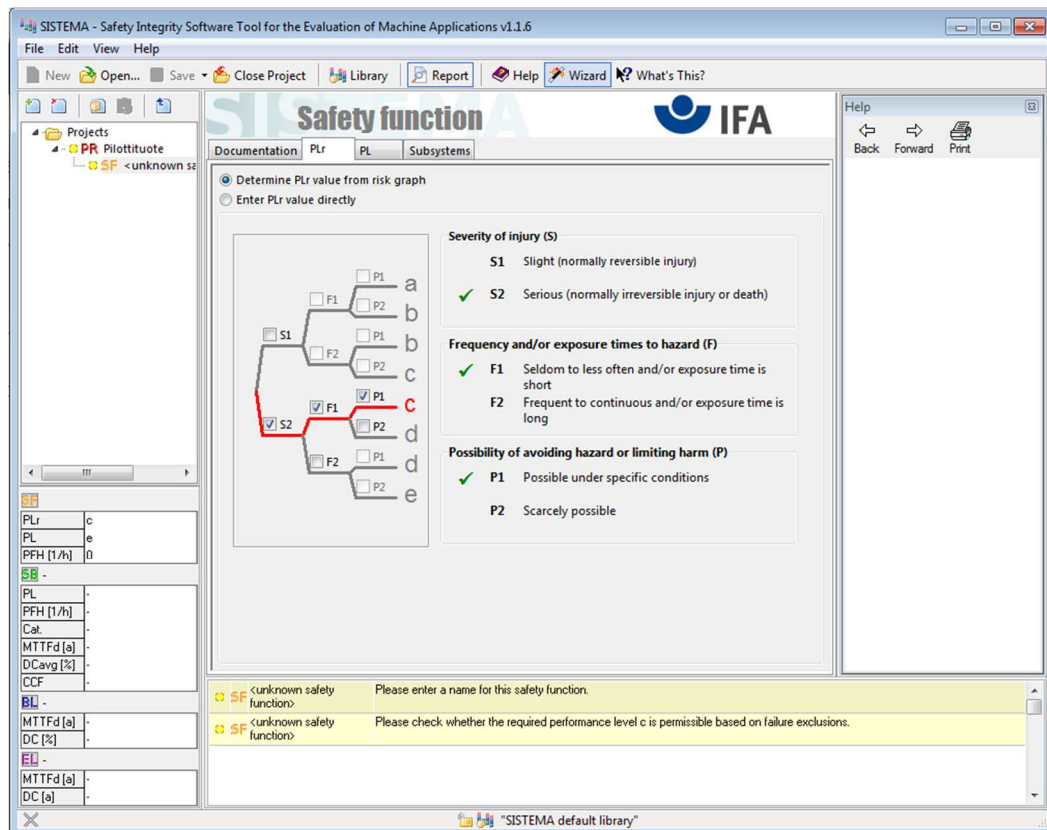 SISTEMA - Safety Integrity Software Tool for the Evaluation of Machine Applications v1.1.6
File Edit View Help
New Open... Save Close Project Library Report Help Wizard What's This?
Projects
PR Pilottituote
SF <unknown sa
SISTEMA
Safety function
IFA
Documentation PLr PL Subsystems
Determine PLr value from risk graph
Enter PLr value directly
P1 a
F1 P2 b
S1 P1 b
F2 P2 c
P1 c
F1 P2 d
S2 P1 d
F2 P2 e
Severity of injury (S)
S1 Slight (normally reversible injury)
S2 Serious (normally irreversible injury or death)
Frequency and/or exposure times to hazard (F)
F1 Seldom to less often and/or exposure time is
short
F2 Frequent to continuous and/or exposure time is
long
Possibility of avoiding hazard or limiting harm (P)
P1 Possible under specific conditions
P2 Scarcely possible
Help
Back Forward Print
SF
PLr c
PL e
PFH [1/h] 0
SB -
PL -
PFH [1/h] -
Cat. -
MTTFd [a] -
DCavg [%] -
CCF -
BL -
MTTFd [a] -
DC [%] -
EL -
MTTFd [a] -
DC [a] -
SF <unknown safety Please enter a name for this safety function.
function>
SF <unknown safety Please check whether the required performance level c is permissible based on failure exclusions.
function>
"SISTEMA default library"